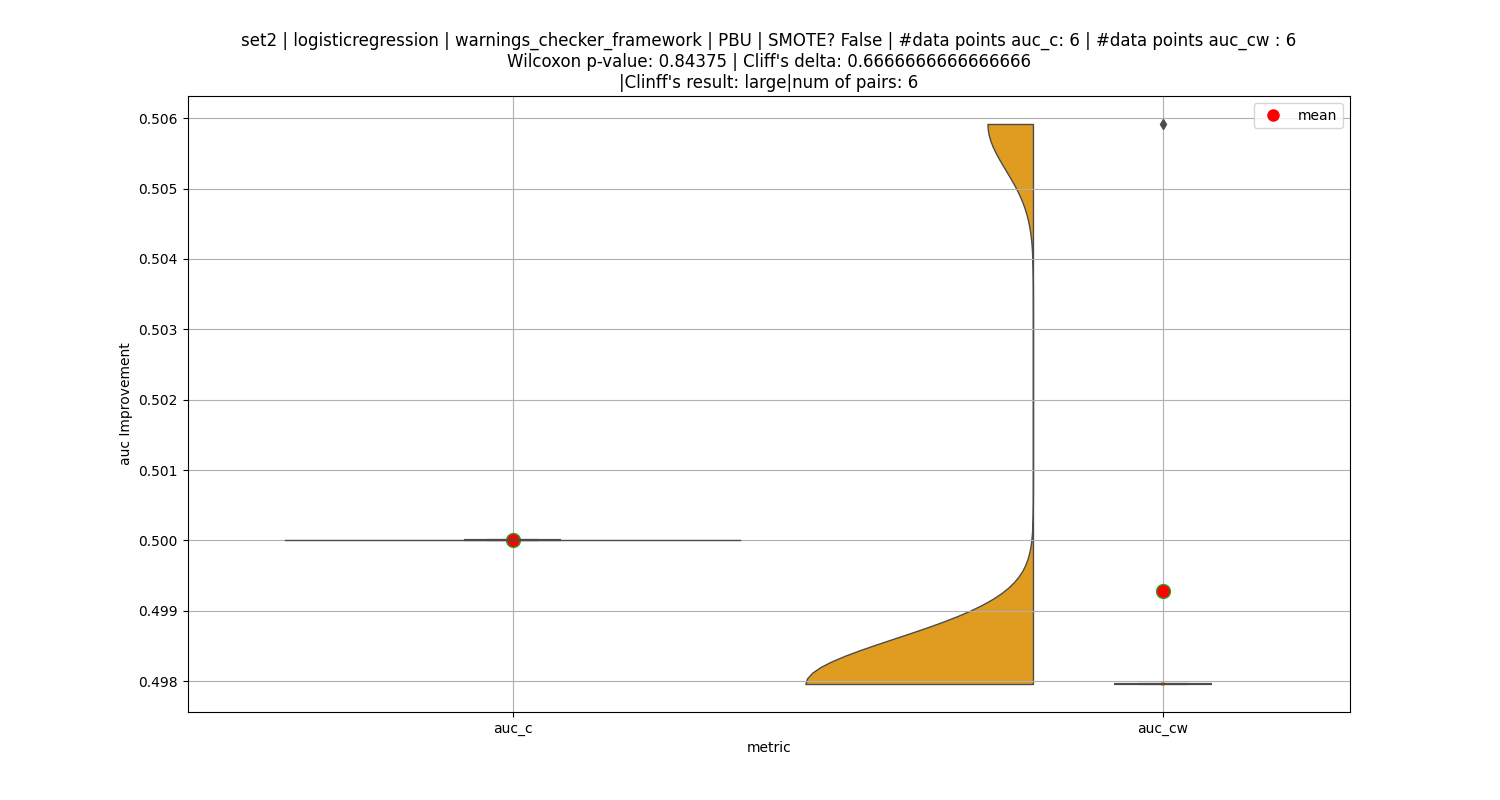 set2 | logisticregression | warnings_checker_framework | PBU | SMOTE? False | #data points auc_c: 6 | #data points auc_cw : 6
Wilcoxon p-value: 0.84375 | Cliff's delta: 0.6666666666666666
|Clinff's result: large|num of pairs: 6
mean
0.506
0.505
0.504
0.503
0.502
0.501
0.500
0.499
0.498
auc Improvement
auc_c
auc_cw
metric